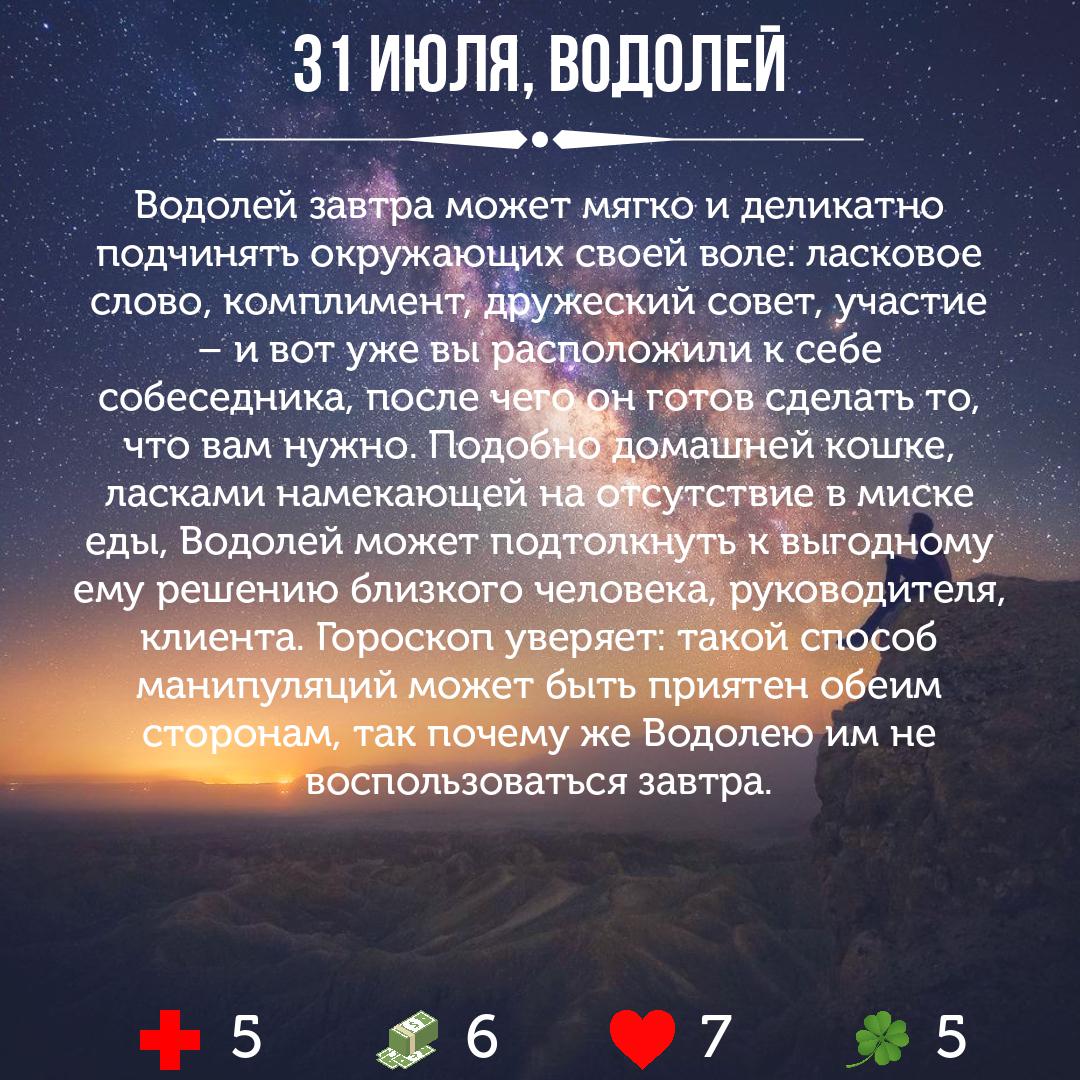 31 ИЮЛЯ, ВОДОЛЕЙ
Водолей завтра может мягко и деликатно
подчинять окружающих своей воле: ласковое
слово, комплимент, дружеский совет, участие
– и вот уже вы расположили к себе
собеседника, после чего он готов сделать то,
что вам нужно. Подобно домашней кошке,
ласками намекающей на отсутствие в миске
еды, Водолей может подтолкнуть к выгодному
ему решению близкого человека, руководителя,
клиента. Гороскоп уверяет: такой способ
манипуляций может быть приятен обеим
сторонам, так почему же Водолею им не
воспользоваться завтра.
5 6 7 5